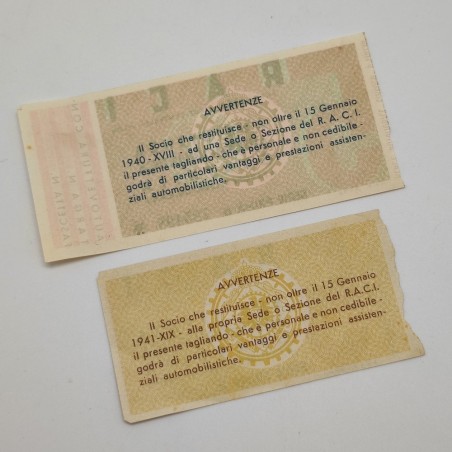 AVVERTENZE
Il Socio che restituisce - non oltre il 15 Gennaio
1940 - XVIII - ad una Sede o Sezione del R. A. C. I.
il presente tagliando - che è personale e non cedibile -
godrà di particolari vantaggi e prestazioni assisten-
ziali automobilistiche.
AVVERTENZE
Il Socio che restituisce - non oltre il 15 Gennaio
1941 - XIX - alla propria Sede o Sezione del R.A.C.I.
il presente tagliando - che è personale e non cedibile -
godrà di particolari vantaggi e prestazioni assisten-
ziali automobilistiche.